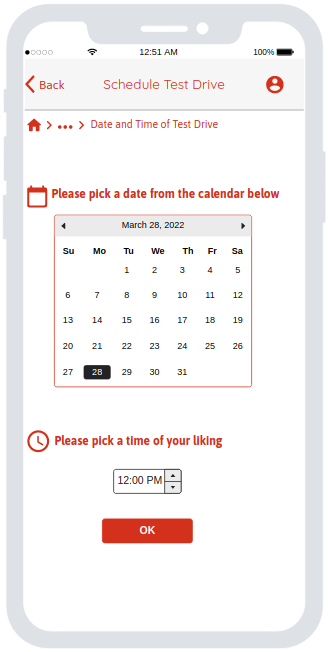 12:51 AM 100%
Back Schedule Test Drive
Date and Time of Test Drive
Please pick a date from the calendar below
March 28, 2022
Su Mo Tu We Th Fr Sa
1 2 3 4 5
6 7 8 9 10 11 12
13 14 15 16 17 18 19
20 21 22 23 24 25 26
27 28 29 30 31
Please pick a time of your liking
12:00 PM
OK